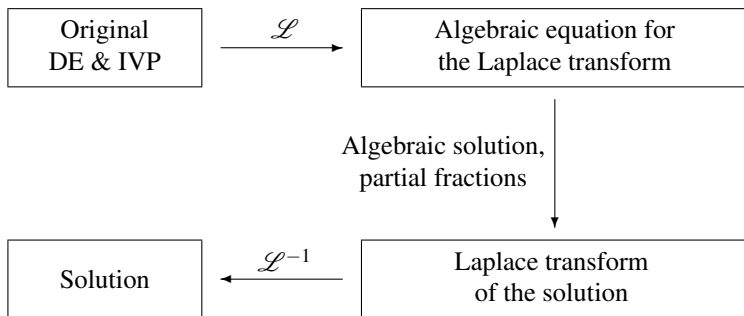 Original
DE & IVP
ℒ
Algebraic equation for
the Laplace transform
Algebraic solution,
partial fractions
Solution
ℒ⁻¹
Laplace transform
of the solution